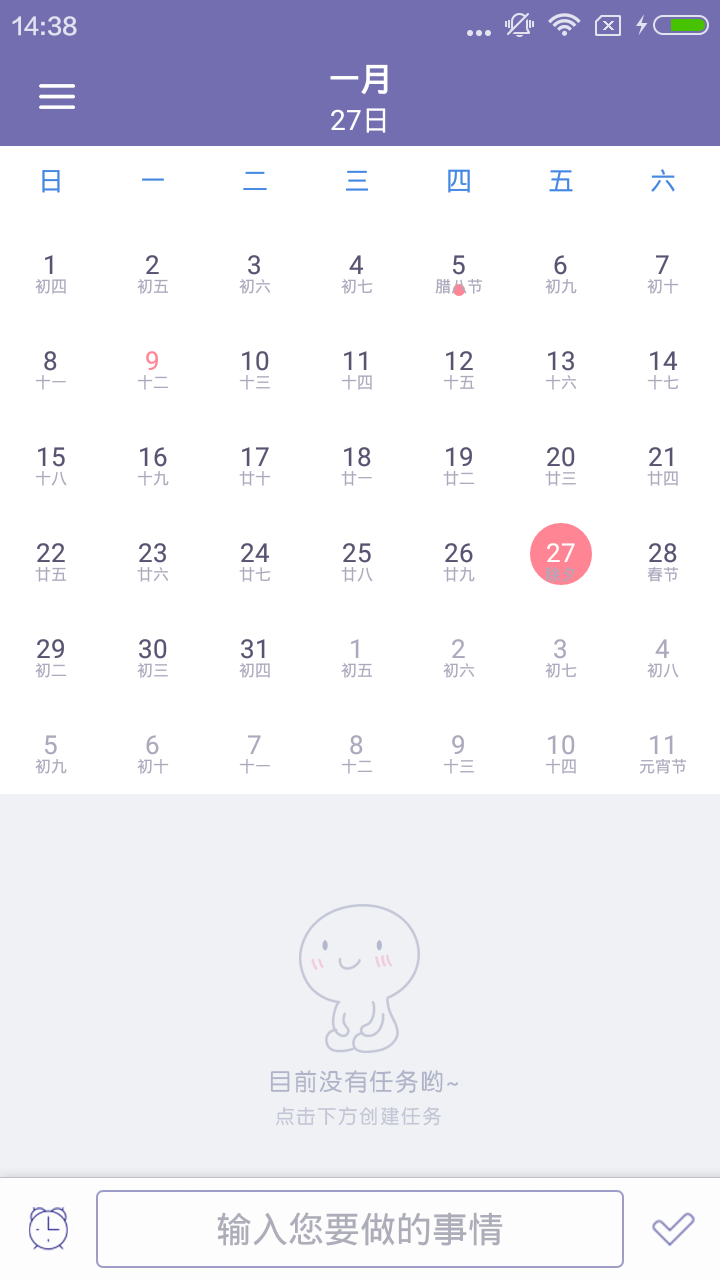 14:38
一月
27日
日 一 二 三 四 五 六
1 2 3 4 5 6 7
初四 初五 初六 初七 腊八节 初九 初十
8 9 10 11 12 13 14
十一 十二 十三 十四 十五 十六 十七
15 16 17 18 19 20 21
十八 十九 廿十 廿一 廿二 廿三 廿四
22 23 24 25 26 27 28
廿五 廿六 廿七 廿八 廿九 除夕 春节
29 30 31 1 2 3 4
初二 初三 初四 初五 初六 初七 初八
5 6 7 8 9 10 11
初九 初十 十一 十二 十三 十四 元宵节
目前没有任务哟~
点击下方创建任务
输入您要做的事情